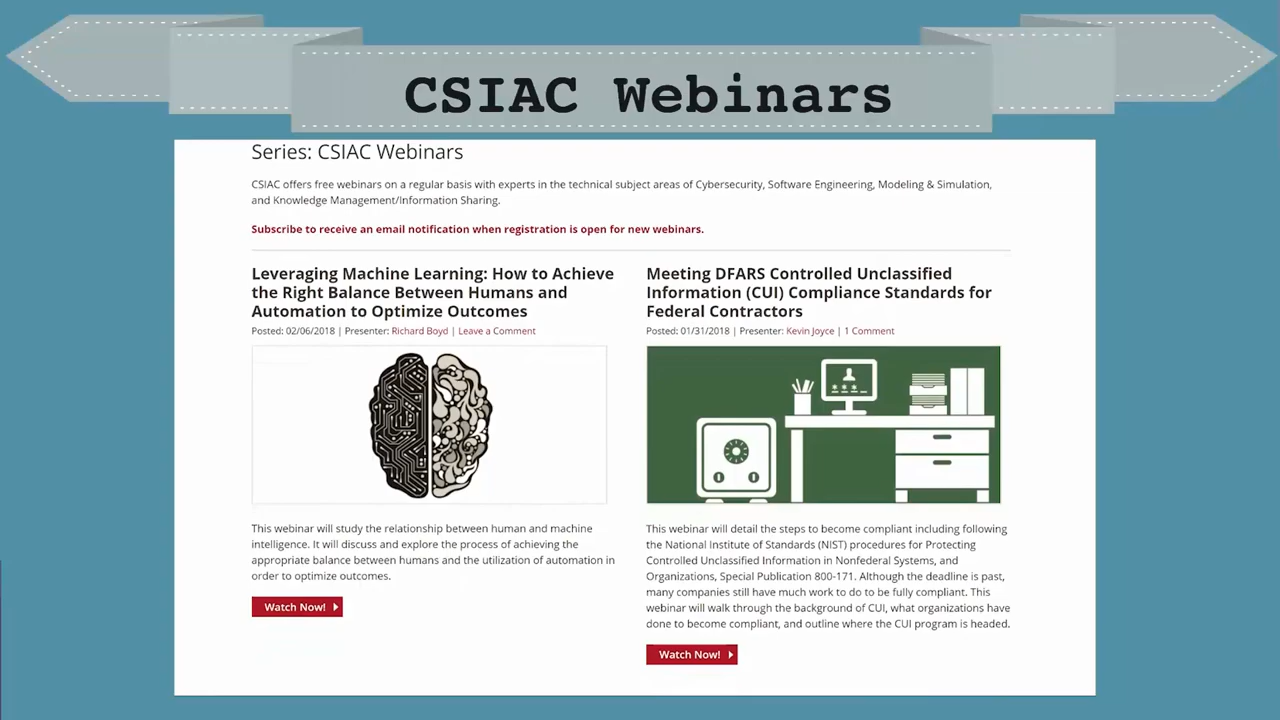 CSIAC Webinars
Series: CSIAC Webinars
CSIAC offers free webinars on a regular basis with experts in the technical subject areas of Cybersecurity, Software Engineering, Modeling & Simulation,
and Knowledge Management/Information Sharing.
Subscribe to receive an email notification when registration is open for new webinars.
Leveraging Machine Learning: How to Achieve
the Right Balance Between Humans and
Automation to Optimize Outcomes
Posted: 02/06/2018 | Presenter: Richard Boyd | Leave a Comment
This webinar will study the relationship between human and machine
intelligence. It will discuss and explore the process of achieving the
appropriate balance between humans and the utilization of automation in
order to optimize outcomes.
Watch Now!
Meeting DFARS Controlled Unclassified
Information (CUI) Compliance Standards for
Federal Contractors
Posted: 01/31/2018 | Presenter: Kevin Joyce | 1 Comment
This webinar will detail the steps to become compliant including following
the National Institute of Standards (NIST) procedures for Protecting
Controlled Unclassified Information in Nonfederal Systems, and
Organizations, Special Publication 800-171. Although the deadline is past,
many companies still have much work to do to be fully compliant. This
webinar will walk through the background of CUI, what organizations have
done to become compliant, and outline where the CUI program is headed.
Watch Now!